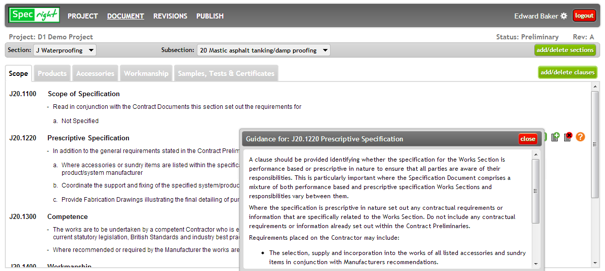 Spec right PROJECT DOCUMENT REVISIONS PUBLISH Edward Baker logout
Project: D1 Demo Project Status: Preliminary Rev: A
Section: J Waterproofing Subsection: 20 Mastic asphalt tanking/damp proofing add/delete sections
Scope Products Accessories Workmanship Samples, Tests & Certificates add/delete clauses
J20.1100 Scope of Specification
- Read in conjunction with the Contract Documents this section set out the requirements for
a. Not Specified
J20.1220 Prescriptive Specification
- In addition to the general requirements stated in the Contract Prelim
a. Where accessories or sundry items are listed within the specific
product/system manufacturer
b. Coordinate the support and fixing of the specified system/produc
c. Provide Fabrication Drawings illustrating the final detailing of pur
J20.1300 Competence
- The works are to be undertaken by a competent Contractor who is e
current statutory legislation, British Standards and industry best prac
- Where recommended or required by the Manufacturer the works are
J20.1400 Workmanship
Guidance for: J20.1220 Prescriptive Specification close
A clause should be provided identifying whether the specification for the Works Section is
performance based or prescriptive in nature to ensure that all parties are aware of their
responsibilities. This is particularly important where the Specification Document comprises a
mixture of both performance based and prescriptive specification Works Sections and
responsibilities vary between them.
Where the specification is prescriptive in nature set out any contractual requirements or
information that are specifically related to the Works Section. Do not include any contractual
requirements or information already set out within the Contract Preliminaries.
Requirements placed on the Contractor may include:
• The selection, supply and incorporation into the works of all listed accessories and sundry
items in conjunction with Manufacturers recommendations.